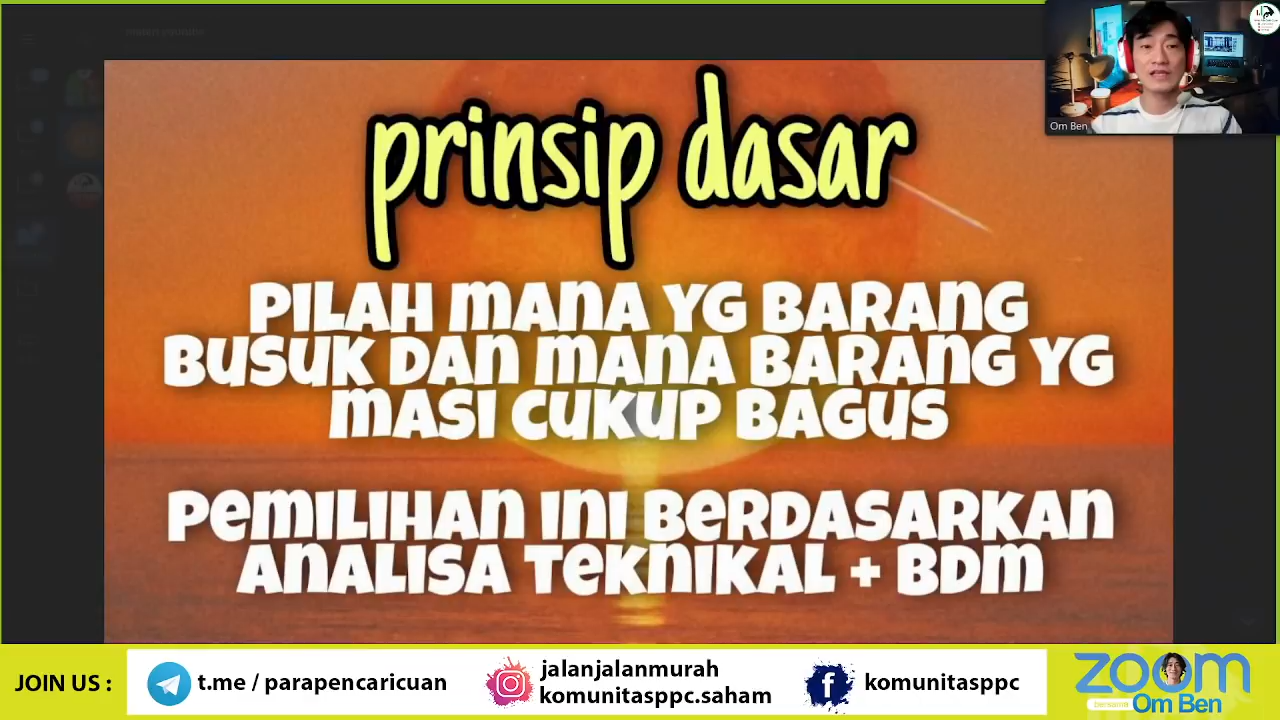 Om Ben
prinsip dasar
PILAH MANA YG BARANG
BUSUK DAN MANA BARANG YG
MASI CUKUP BAGUS
PEMILIHAN INI BERDASARKAN
ANALISA TEKNIKAL + BDM
JOIN US :
t.me / parapencaricuan
jalanjalanmurah
komunitasppc.saham
komunitasppc
zoom
bersama
Om Ben